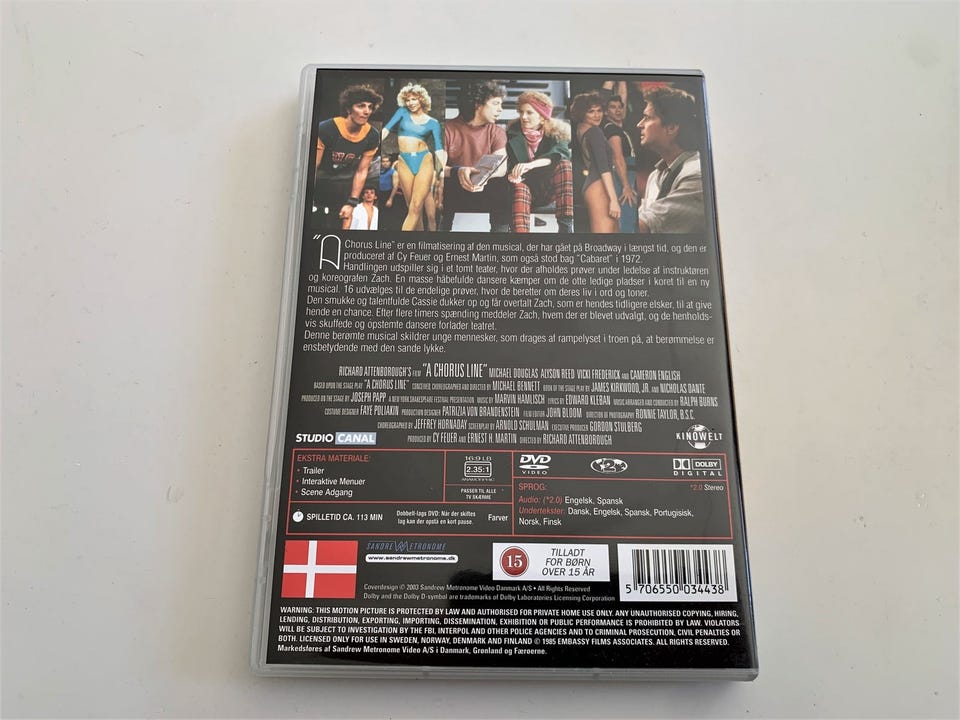 "A Chorus Line" er en filmatisering af den musical, der har gået på Broadway i længst tid, og den er
produceret af Cy Feuer og Ernest Martin, som også stod bag "Cabaret" i 1972.
Handlingen udspiller sig i et tomt teater, hvor der afholdes prøver under ledelse af instruktøren
og koreografen Zach. En masse håbefulde dansere kæmper om de otte ledige pladser i koret til en ny
musical. 16 udvælges til de endelige prøver, hvor de beretter om deres liv i ord og toner.
Den smukke og talentfulde Cassie dukker op og får overtalt Zach, som er hendes tidligere elsker, til at give
hende en chance. Efter flere timers spænding meddeler Zach, hvem der er blevet udvalgt, og de henholds-
vis skuffede og opstemte dansere forlader teatret.
Denne berømte musical skildrer unge mennesker, som drages af rampelyset i troen på, at berømmelse er
ensbetydende med den sande lykke.
RICHARD ATTENBOROUGH'S FILM "A CHORUS LINE" MICHAEL DOUGLAS ALYSON REED VICKI FREDERICK AND CAMERON ENGLISH
BASED UPON THE STAGE PLAY "A CHORUS LINE" CONCEIVED, CHOREOGRAPHED AND DIRECTED BY MICHAEL BENNETT BOOK OF THE STAGE PLAY BY JAMES KIRKWOOD, JR. AND NICHOLAS DANTE
PRODUCED ON THE STAGE BY JOSEPH PAPP A NEW YORK SHAKESPEARE FESTIVAL PRESENTATION MUSIC BY MARVIN HAMLISCH LYRICS BY EDWARD KLEBAN MUSIC ARRANGED AND CONDUCTED BY RALPH BURNS
COSTUME DESIGNER FAYE POLIAKIN PRODUCTION DESIGNER PATRIZIA VON BRANDENSTEIN FILM EDITOR JOHN BLOOM DIRECTOR OF PHOTOGRAPHY RONNIE TAYLOR, B.S.C.
CHOREOGRAPHED BY JEFFREY HORNADAY SCREENPLAY BY ARNOLD SCHULMAN EXECUTIVE PRODUCER GORDON STULBERG
PRODUCED BY CY FEUER AND ERNEST H. MARTIN DIRECTED BY RICHARD ATTENBOROUGH
STUDIO CANAL
KINOWELT
EKSTRA MATERIALE:
• Trailer
• Interaktive Menuer
• Scene Adgang
16:9 LB
2.35:1
ANAMORPHIC
PASSER TIL ALLE
TV SKÆRME
DVD
VIDEO
2
DOLBY
DIGITAL
SPROG:
*2.0 Stereo
Audio: (*2.0) Engelsk, Spansk
Undertekster: Dansk, Engelsk, Spansk, Portugisisk,
Norsk, Finsk
SPILLETID CA. 113 MIN
Dobbelt-lags DVD: Når der skiftes
lag kan der opstå en kort pause.
Farver
SANDREW METRONOME
www.sandrewmetronome.dk
15
TILLADT
FOR BØRN
OVER 15 ÅR
5 706550 034438
Coverdesign © 2003 Sandrew Metronome Video Danmark A/S • All Rights Reserved
Dolby and the Dolby D-symbol are trademarks of Dolby Laboratories Licensing Corporation
WARNING: THIS MOTION PICTURE IS PROTECTED BY LAW AND AUTHORISED FOR PRIVATE HOME USE ONLY. ANY UNAUTHORISED COPYING, HIRING,
LENDING, DISTRIBUTION, EXPORTING, IMPORTING, DISSEMINATION, EXHIBITION OR PUBLIC PERFORMANCE IS PROHIBITED BY LAW. VIOLATORS
WILL BE SUBJECT TO INVESTIGATION BY THE FBI, INTERPOL AND OTHER POLICE AGENCIES AND TO CRIMINAL PROSECUTION, CIVIL PENALTIES OR
BOTH. LICENSED ONLY FOR USE IN SWEDEN, NORWAY, DENMARK AND FINLAND © 1985 EMBASSY FILMS ASSOCIATES. ALL RIGHTS RESERVED.
Markedsføres af Sandrew Metronome Video A/S i Danmark, Grønland og Færøerne.